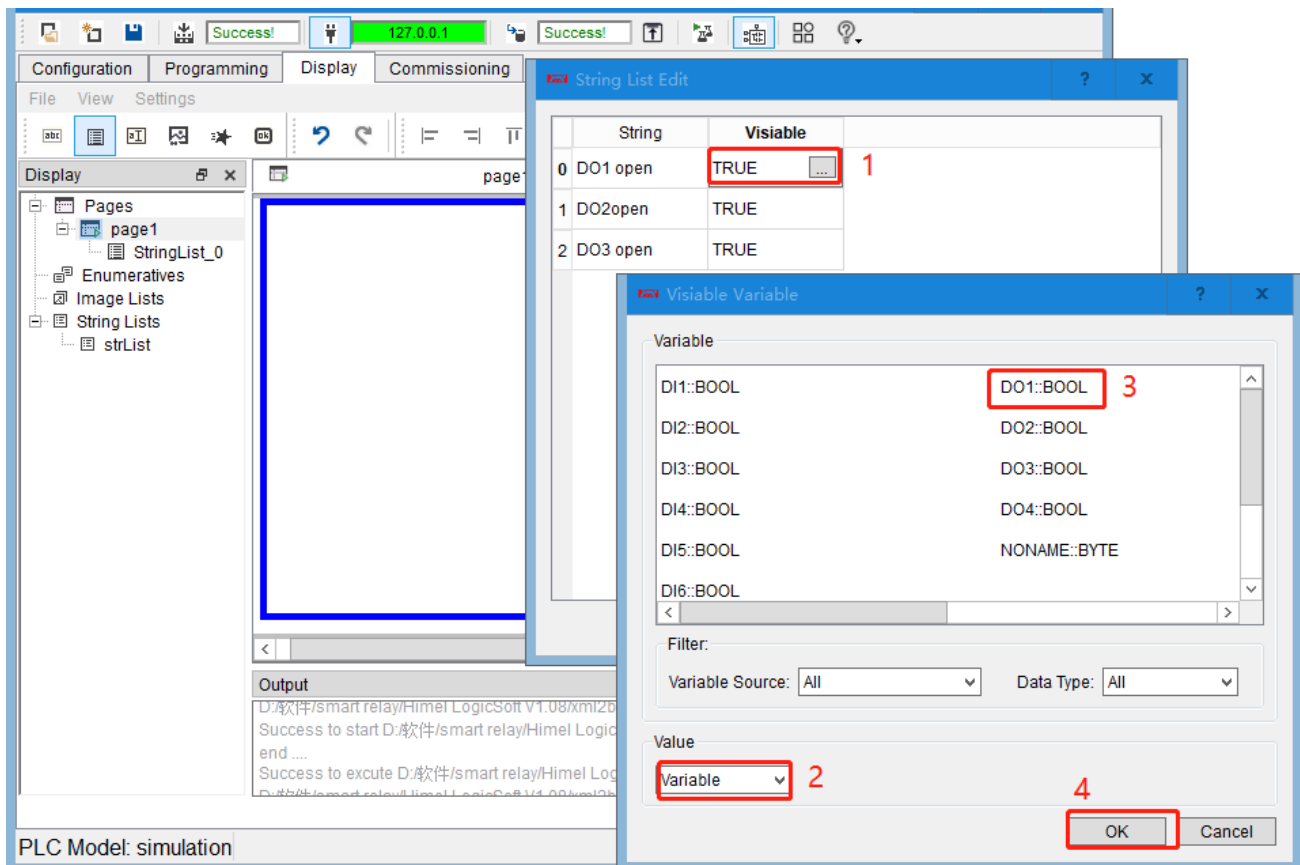 Success! 127.0.0.1 Success!
Configuration Programming Display Commissioning
File View Settings
Display
Pages
page1
StringList_0
Enumeratives
Image Lists
String Lists
strList
page1
Output
Success to start D:/软件/smart relay/Himel Logic
end ....
Success to excute D:/软件/smart relay/Himel Log
PLC Model: simulation
String List Edit ? x
String Visiable
0 DO1 open TRUE ... 1
1 DO2open TRUE
2 DO3 open TRUE
Visiable Variable ? x
Variable
DI1::BOOL DO1::BOOL 3
DI2::BOOL DO2::BOOL
DI3::BOOL DO3::BOOL
DI4::BOOL DO4::BOOL
DI5::BOOL NONAME::BYTE
DI6::BOOL
Filter:
Variable Source: All Data Type: All
Value
Variable 2
4
OK Cancel